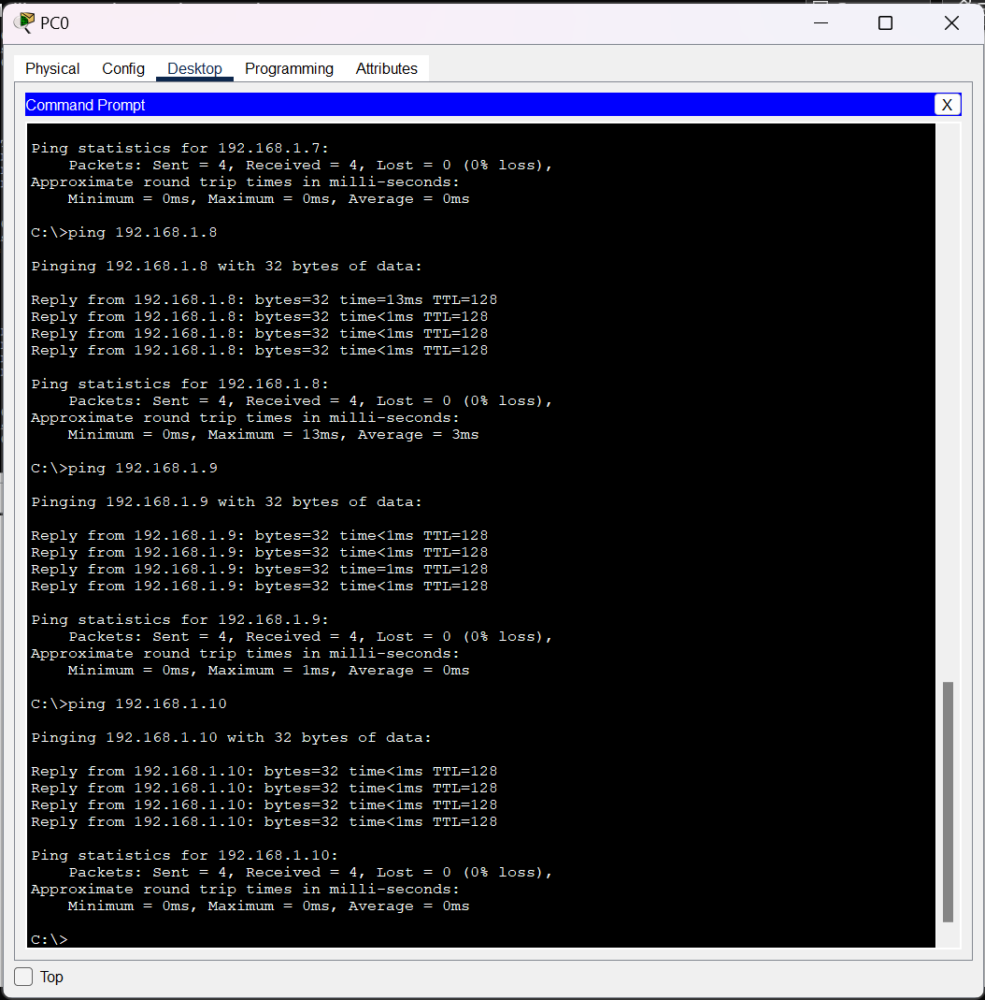 PC0
Physical Config Desktop Programming Attributes
Command Prompt X
Ping statistics for 192.168.1.7:
    Packets: Sent = 4, Received = 4, Lost = 0 (0% loss),
Approximate round trip times in milli-seconds:
    Minimum = 0ms, Maximum = 0ms, Average = 0ms
C:\>ping 192.168.1.8
Pinging 192.168.1.8 with 32 bytes of data:
Reply from 192.168.1.8: bytes=32 time=13ms TTL=128
Reply from 192.168.1.8: bytes=32 time<1ms TTL=128
Reply from 192.168.1.8: bytes=32 time<1ms TTL=128
Reply from 192.168.1.8: bytes=32 time<1ms TTL=128
Ping statistics for 192.168.1.8:
    Packets: Sent = 4, Received = 4, Lost = 0 (0% loss),
Approximate round trip times in milli-seconds:
    Minimum = 0ms, Maximum = 13ms, Average = 3ms
C:\>ping 192.168.1.9
Pinging 192.168.1.9 with 32 bytes of data:
Reply from 192.168.1.9: bytes=32 time<1ms TTL=128
Reply from 192.168.1.9: bytes=32 time<1ms TTL=128
Reply from 192.168.1.9: bytes=32 time=1ms TTL=128
Reply from 192.168.1.9: bytes=32 time<1ms TTL=128
Ping statistics for 192.168.1.9:
    Packets: Sent = 4, Received = 4, Lost = 0 (0% loss),
Approximate round trip times in milli-seconds:
    Minimum = 0ms, Maximum = 1ms, Average = 0ms
C:\>ping 192.168.1.10
Pinging 192.168.1.10 with 32 bytes of data:
Reply from 192.168.1.10: bytes=32 time<1ms TTL=128
Reply from 192.168.1.10: bytes=32 time<1ms TTL=128
Reply from 192.168.1.10: bytes=32 time<1ms TTL=128
Reply from 192.168.1.10: bytes=32 time<1ms TTL=128
Ping statistics for 192.168.1.10:
    Packets: Sent = 4, Received = 4, Lost = 0 (0% loss),
Approximate round trip times in milli-seconds:
    Minimum = 0ms, Maximum = 0ms, Average = 0ms
C:\>
Top